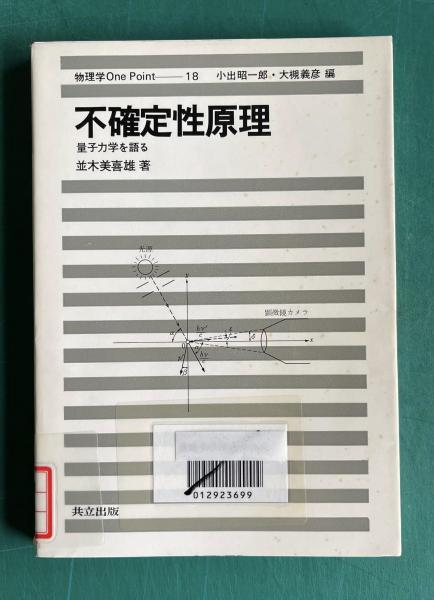 物理学One Point——18 小出昭一郎・大槻義彦 編
不確定性原理
量子力学を語る
並木美喜雄 著
光源
y
顕微鏡カメラ
x
012923699
共立出版